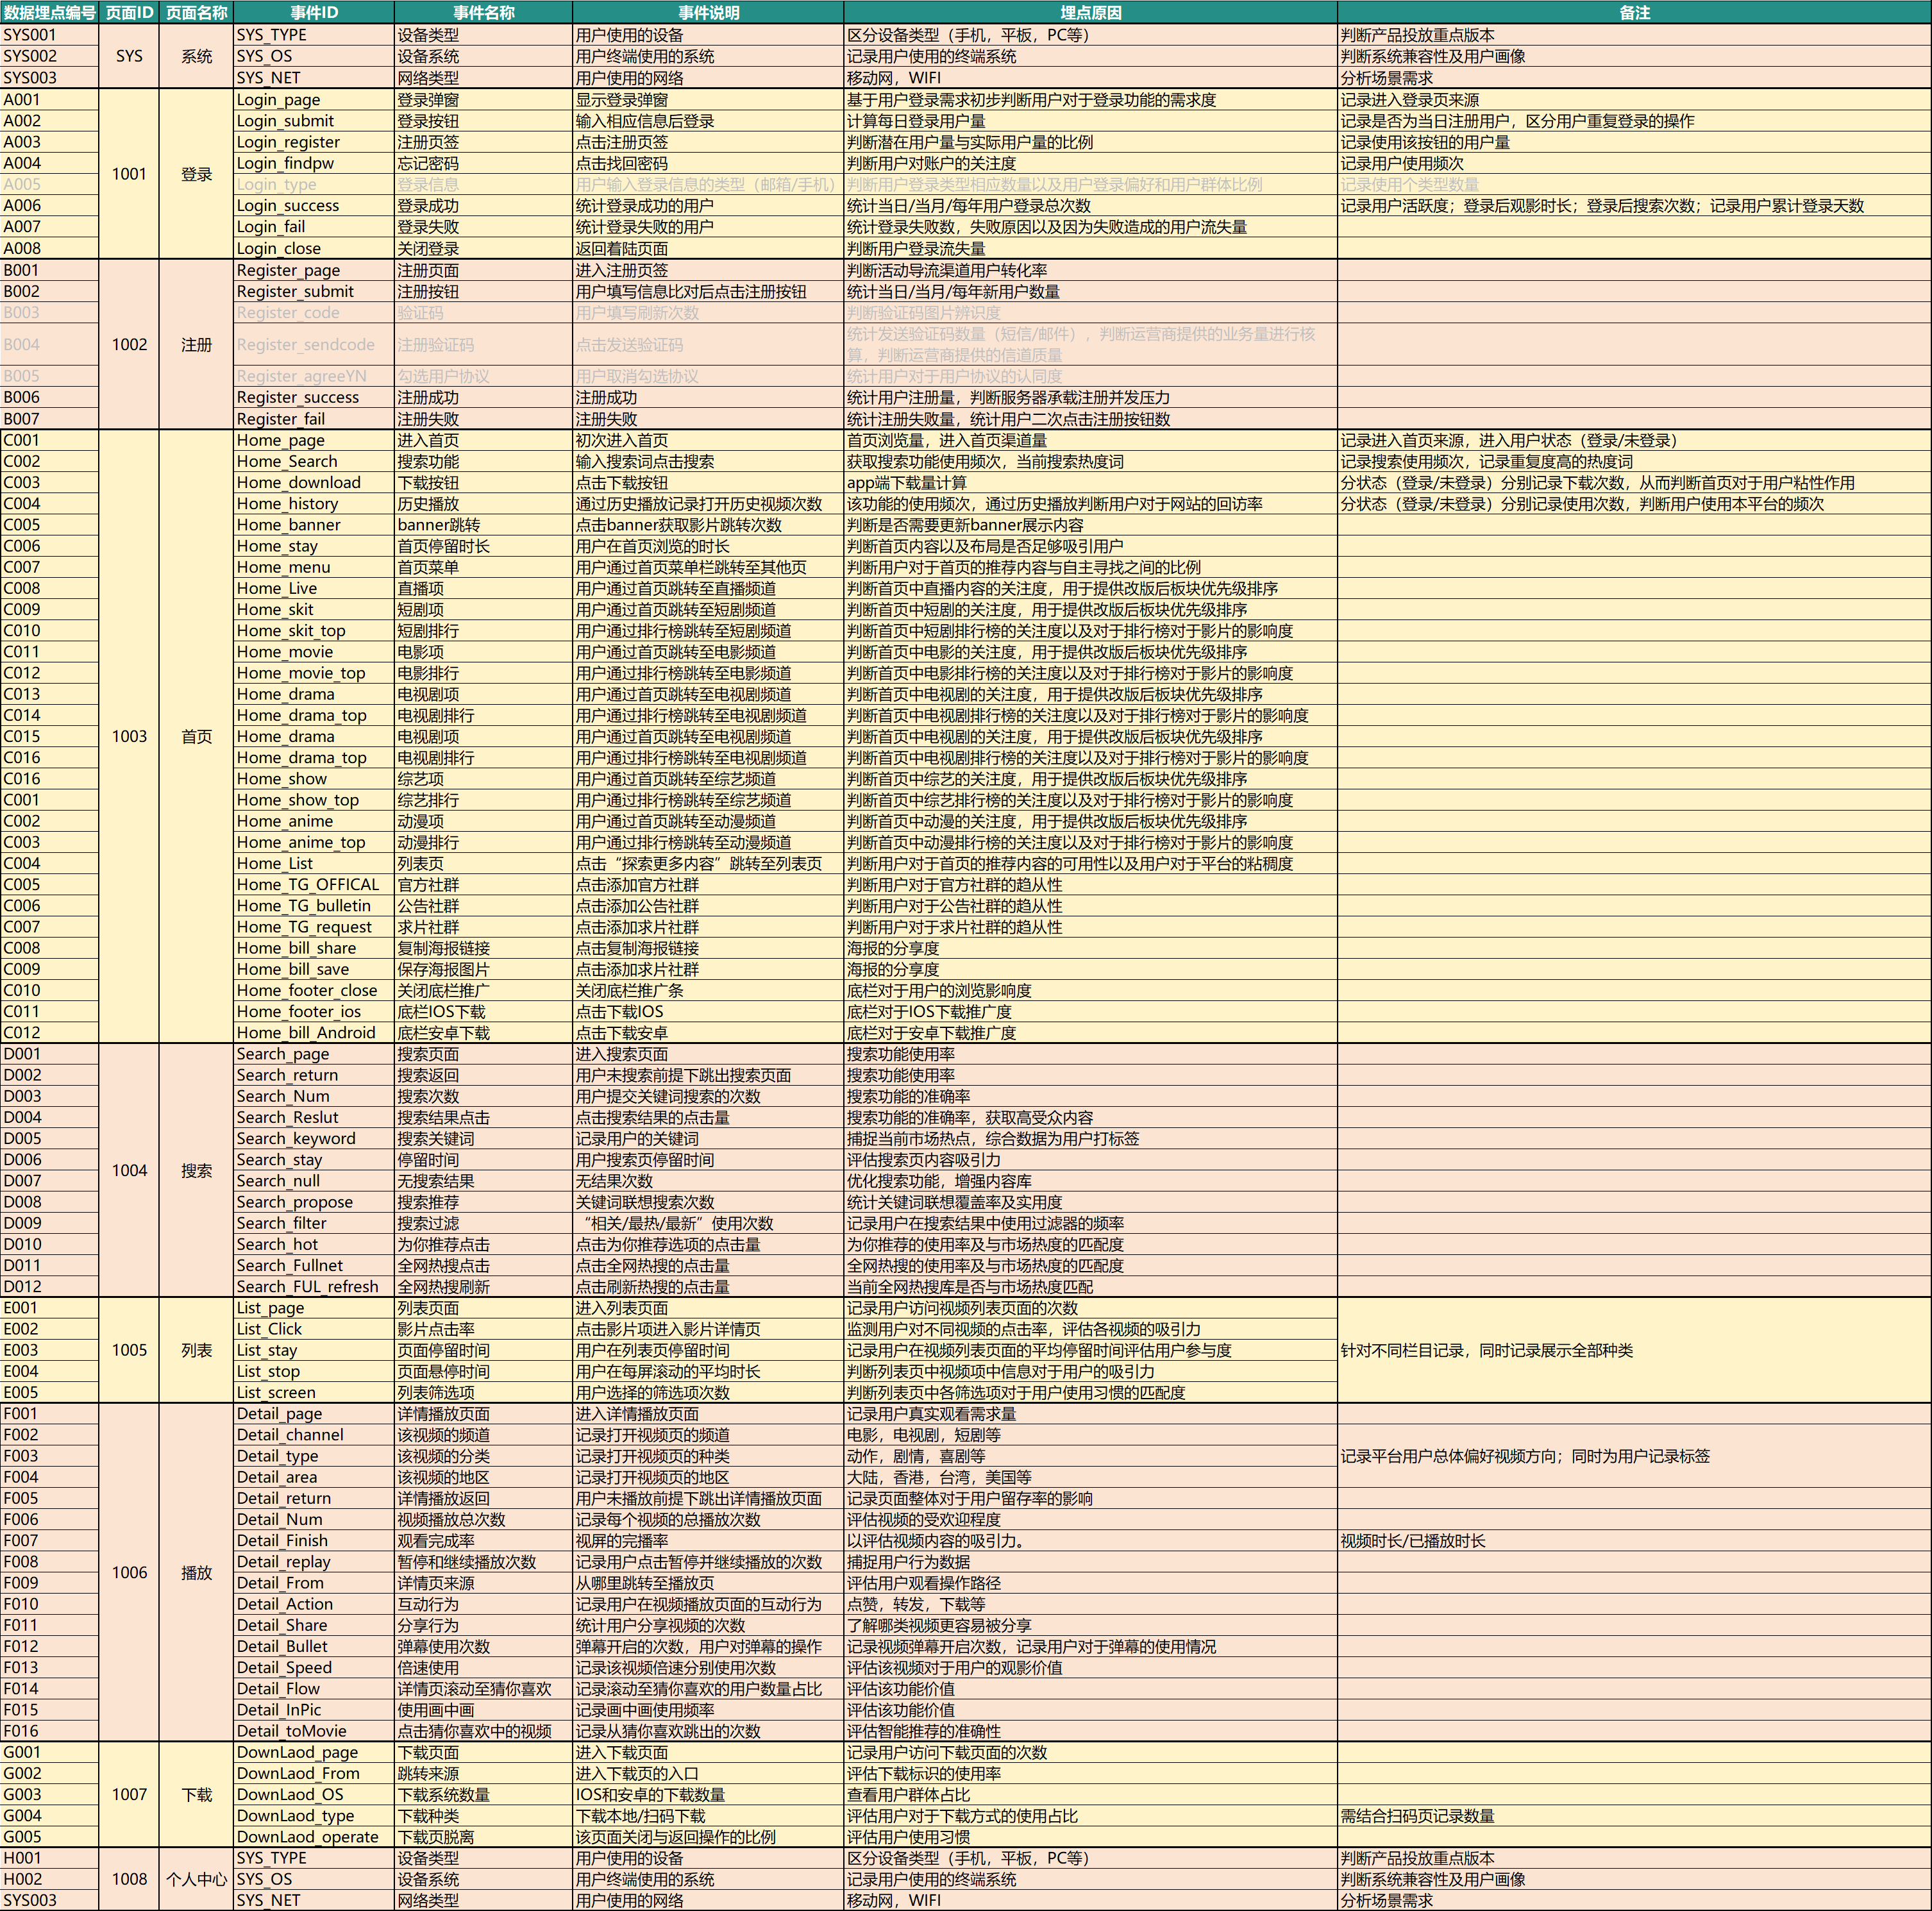 数据埋点编号 页面ID 页面名称 事件ID 事件名称 事件说明 埋点原因 备注
SYS001 SYS_TYPE 设备类型 用户使用的设备 区分设备类型（手机，平板，PC等） 判断产品投放重点版本
SYS002 SYS 系统 SYS_OS 设备系统 用户终端使用的系统 记录用户使用的终端系统 判断系统兼容性及用户画像
SYS003 SYS_NET 网络类型 用户使用的网络 移动网，WIFI 分析场景需求
A001 Login_page 登录弹窗 显示登录弹窗 基于用户登录需求初步判断用户对于登录功能的需求度 记录进入登录页来源
A002 Login_submit 登录按钮 输入相应信息后登录 计算每日登录用户量 记录是否为当日注册用户，区分用户重复登录的操作
A003 Login_register 注册页签 点击注册页签 判断潜在用户量与实际用户量的比例 记录使用该按钮的用户量
A004 1001 登录 Login_findpw 忘记密码 点击找回密码 判断用户对账户的关注度 记录用户使用频次
A005 Login_type 登录信息 用户输入登录信息的类型（邮箱/手机） 判断用户登录类型相应数量以及用户登录偏好和用户群体比例 记录使用个类型数量
A006 Login_success 登录成功 统计登录成功的用户 统计当日/当月/每年用户登录总次数 记录用户活跃度；登录后观影时长；登录后搜索次数；记录用户累计登录天数
A007 Login_fail 登录失败 统计登录失败的用户 统计登录失败数，失败原因以及因为失败造成的用户流失量
A008 Login_close 关闭登录 返回着陆页面 判断用户登录流失量
B001 Register_page 注册页面 进入注册页签 判断活动导流渠道用户转化率
B002 Register_submit 注册按钮 用户填写信息比对后点击注册按钮 统计当日/当月/每年新用户数量
B003 Register_code 验证码 用户填写刷新次数 判断验证码图片辨识度
B004 1002 注册 Register_sendcode 注册验证码 点击发送验证码 统计发送验证码数量（短信/邮件），判断运营商提供的业务量进行核
算，判断运营商提供的信道质量
B005 Register_agreeYN 勾选用户协议 用户取消勾选协议 统计用户对于用户协议的认同度
B006 Register_success 注册成功 注册成功 统计用户注册量，判断服务器承载注册并发压力
B007 Register_fail 注册失败 注册失败 统计注册失败量，统计用户二次点击注册按钮数
C001 Home_page 进入首页 初次进入首页 首页浏览量，进入首页渠道量 记录进入首页来源，进入用户状态（登录/未登录）
C002 Home_Search 搜索功能 输入搜索词点击搜索 获取搜索功能使用频次，当前搜索热度词 记录搜索使用频次，记录重复度高的热度词
C003 Home_download 下载按钮 点击下载按钮 app端下载量计算 分状态（登录/未登录）分别记录下载次数，从而判断首页对于用户粘性作用
C004 Home_history 历史播放 通过历史播放记录打开历史视频次数 该功能的使用频次，通过历史播放判断用户对于网站的回访率 分状态（登录/未登录）分别记录使用次数，判断用户使用本平台的频次
C005 Home_banner banner跳转 点击banner获取影片跳转次数 判断是否需要更新banner展示内容
C006 Home_stay 首页停留时长 用户在首页浏览的时长 判断首页内容以及布局是否足够吸引用户
C007 Home_menu 首页菜单 用户通过首页菜单栏跳转至其他页 判断用户对于首页的推荐内容与自主寻找之间的比例
C008 Home_Live 直播项 用户通过首页跳转至直播频道 判断首页中直播内容的关注度，用于提供改版后板块优先级排序
C009 Home_skit 短剧项 用户通过首页跳转至短剧频道 判断首页中短剧的关注度，用于提供改版后板块优先级排序
C010 Home_skit_top 短剧排行 用户通过排行榜跳转至短剧频道 判断首页中短剧排行榜的关注度以及对于排行榜对于影片的影响度
C011 Home_movie 电影项 用户通过首页跳转至电影频道 判断首页中电影的关注度，用于提供改版后板块优先级排序
C012 Home_movie_top 电影排行 用户通过排行榜跳转至电影频道 判断首页中电影排行榜的关注度以及对于排行榜对于影片的影响度
C013 Home_drama 电视剧项 用户通过首页跳转至电视剧频道 判断首页中电视剧的关注度，用于提供改版后板块优先级排序
C014 Home_drama_top 电视剧排行 用户通过排行榜跳转至电视剧频道 判断首页中电视剧排行榜的关注度以及对于排行榜对于影片的影响度
C015 1003 首页 Home_drama 电视剧项 用户通过首页跳转至电视剧频道 判断首页中电视剧的关注度，用于提供改版后板块优先级排序
C016 Home_drama_top 电视剧排行 用户通过排行榜跳转至电视剧频道 判断首页中电视剧排行榜的关注度以及对于排行榜对于影片的影响度
C016 Home_show 综艺项 用户通过首页跳转至综艺频道 判断首页中综艺的关注度，用于提供改版后板块优先级排序
C001 Home_show_top 综艺排行 用户通过排行榜跳转至综艺频道 判断首页中综艺排行榜的关注度以及对于排行榜对于影片的影响度
C002 Home_anime 动漫项 用户通过首页跳转至动漫频道 判断首页中动漫的关注度，用于提供改版后板块优先级排序
C003 Home_anime_top 动漫排行 用户通过排行榜跳转至动漫频道 判断首页中动漫排行榜的关注度以及对于排行榜对于影片的影响度
C004 Home_List 列表页 点击“探索更多内容”跳转至列表页 判断用户对于首页的推荐内容的可用性以及用户对于平台的粘稠度
C005 Home_TG_OFFICAL 官方社群 点击添加官方社群 判断用户对于官方社群的趋从性
C006 Home_TG_bulletin 公告社群 点击添加公告社群 判断用户对于公告社群的趋从性
C007 Home_TG_request 求片社群 点击添加求片社群 判断用户对于求片社群的趋从性
C008 Home_bill_share 复制海报链接 点击复制海报链接 海报的分享度
C009 Home_bill_save 保存海报图片 点击添加求片社群 海报的分享度
C010 Home_footer_close 关闭底栏推广 关闭底栏推广条 底栏对于用户的浏览影响度
C011 Home_footer_ios 底栏IOS下载 点击下载IOS 底栏对于IOS下载推广度
C012 Home_bill_Android 底栏安卓下载 点击下载安卓 底栏对于安卓下载推广度
D001 Search_page 搜索页面 进入搜索页面 搜索功能使用率
D002 Search_return 搜索返回 用户未搜索前提下跳出搜索页面 搜索功能使用率
D003 Search_Num 搜索次数 用户提交关键词搜索的次数 搜索功能的准确率
D004 Search_Reslut 搜索结果点击 点击搜索结果的点击量 搜索功能的准确率，获取高受众内容
D005 Search_keyword 搜索关键词 记录用户的关键词 捕捉当前市场热点，综合数据为用户打标签
D006 1004 搜索 Search_stay 停留时间 用户搜索页停留时间 评估搜索页内容吸引力
D007 Search_null 无搜索结果 无结果次数 优化搜索功能，增强内容库
D008 Search_propose 搜索推荐 关键词联想搜索次数 统计关键词联想覆盖率及实用度
D009 Search_filter 搜索过滤 “相关/最热/最新”使用次数 记录用户在搜索结果中使用过滤器的频率
D010 Search_hot 为你推荐点击 点击为你推荐选项的点击量 为你推荐的使用率及与市场热度的匹配度
D011 Search_Fullnet 全网热搜点击 点击全网热搜的点击量 全网热搜的使用率及与市场热度的匹配度
D012 Search_FUL_refresh 全网热搜刷新 点击刷新热搜的点击量 当前全网热搜库是否与市场热度匹配
E001 List_page 列表页面 进入列表页面 记录用户访问视频列表页面的次数
E002 List_Click 影片点击率 点击影片项进入影片详情页 监测用户对不同视频的点击率，评估各视频的吸引力
E003 1005 列表 List_stay 页面停留时间 用户在列表页停留时间 记录用户在视频列表页面的平均停留时间评估用户参与度 针对不同栏目记录，同时记录展示全部种类
E004 List_stop 页面悬停时间 用户在每屏滚动的平均时长 判断列表页中视频项中信息对于用户的吸引力
E005 List_screen 列表筛选项 用户选择的筛选项次数 判断列表页中各筛选项对于用户使用习惯的匹配度
F001 Detail_page 详情播放页面 进入详情播放页面 记录用户真实观看需求量
F002 Detail_channel 该视频的频道 记录打开视频页的频道 电影，电视剧，短剧等
F003 Detail_type 该视频的分类 记录打开视频页的种类 动作，剧情，喜剧等 记录平台用户总体偏好视频方向；同时为用户记录标签
F004 Detail_area 该视频的地区 记录打开视频页的地区 大陆，香港，台湾，美国等
F005 Detail_return 详情播放返回 用户未播放前提下跳出详情播放页面 记录页面整体对于用户留存率的影响
F006 Detail_Num 视频播放总次数 记录每个视频的总播放次数 评估视频的受欢迎程度
F007 Detail_Finish 观看完成率 视屏的完播率 以评估视频内容的吸引力。 视频时长/已播放时长
F008 1006 播放 Detail_replay 暂停和继续播放次数 记录用户点击暂停并继续播放的次数 捕捉用户行为数据
F009 Detail_From 详情页来源 从哪里跳转至播放页 评估用户观看操作路径
F010 Detail_Action 互动行为 记录用户在视频播放页面的互动行为 点赞，转发，下载等
F011 Detail_Share 分享行为 统计用户分享视频的次数 了解哪类视频更容易被分享
F012 Detail_Bullet 弹幕使用次数 弹幕开启的次数，用户对弹幕的操作 记录视频弹幕开启次数，记录用户对于弹幕的使用情况
F013 Detail_Speed 倍速使用 记录该视频倍速分别使用次数 评估该视频对于用户的观影价值
F014 Detail_Flow 详情页滚动至猜你喜欢 记录滚动至猜你喜欢的用户数量占比 评估该功能价值
F015 Detail_InPic 使用画中画 记录画中画使用频率 评估该功能价值
F016 Detail_toMovie 点击猜你喜欢中的视频 记录从猜你喜欢跳出的次数 评估智能推荐的准确性
G001 DownLaod_page 下载页面 进入下载页面 记录用户访问下载页面的次数
G002 DownLaod_From 跳转来源 进入下载页的入口 评估下载标识的使用率
G003 1007 下载 DownLaod_OS 下载系统数量 IOS和安卓的下载数量 查看用户群体占比
G004 DownLaod_type 下载种类 下载本地/扫码下载 评估用户对于下载方式的使用占比 需结合扫码页记录数量
G005 DownLaod_operate 下载页脱离 该页面关闭与返回操作的比例 评估用户使用习惯
H001 SYS_TYPE 设备类型 用户使用的设备 区分设备类型（手机，平板，PC等） 判断产品投放重点版本
H002 1008 个人中心 SYS_OS 设备系统 用户终端使用的系统 记录用户使用的终端系统 判断系统兼容性及用户画像
SYS003 SYS_NET 网络类型 用户使用的网络 移动网，WIFI 分析场景需求